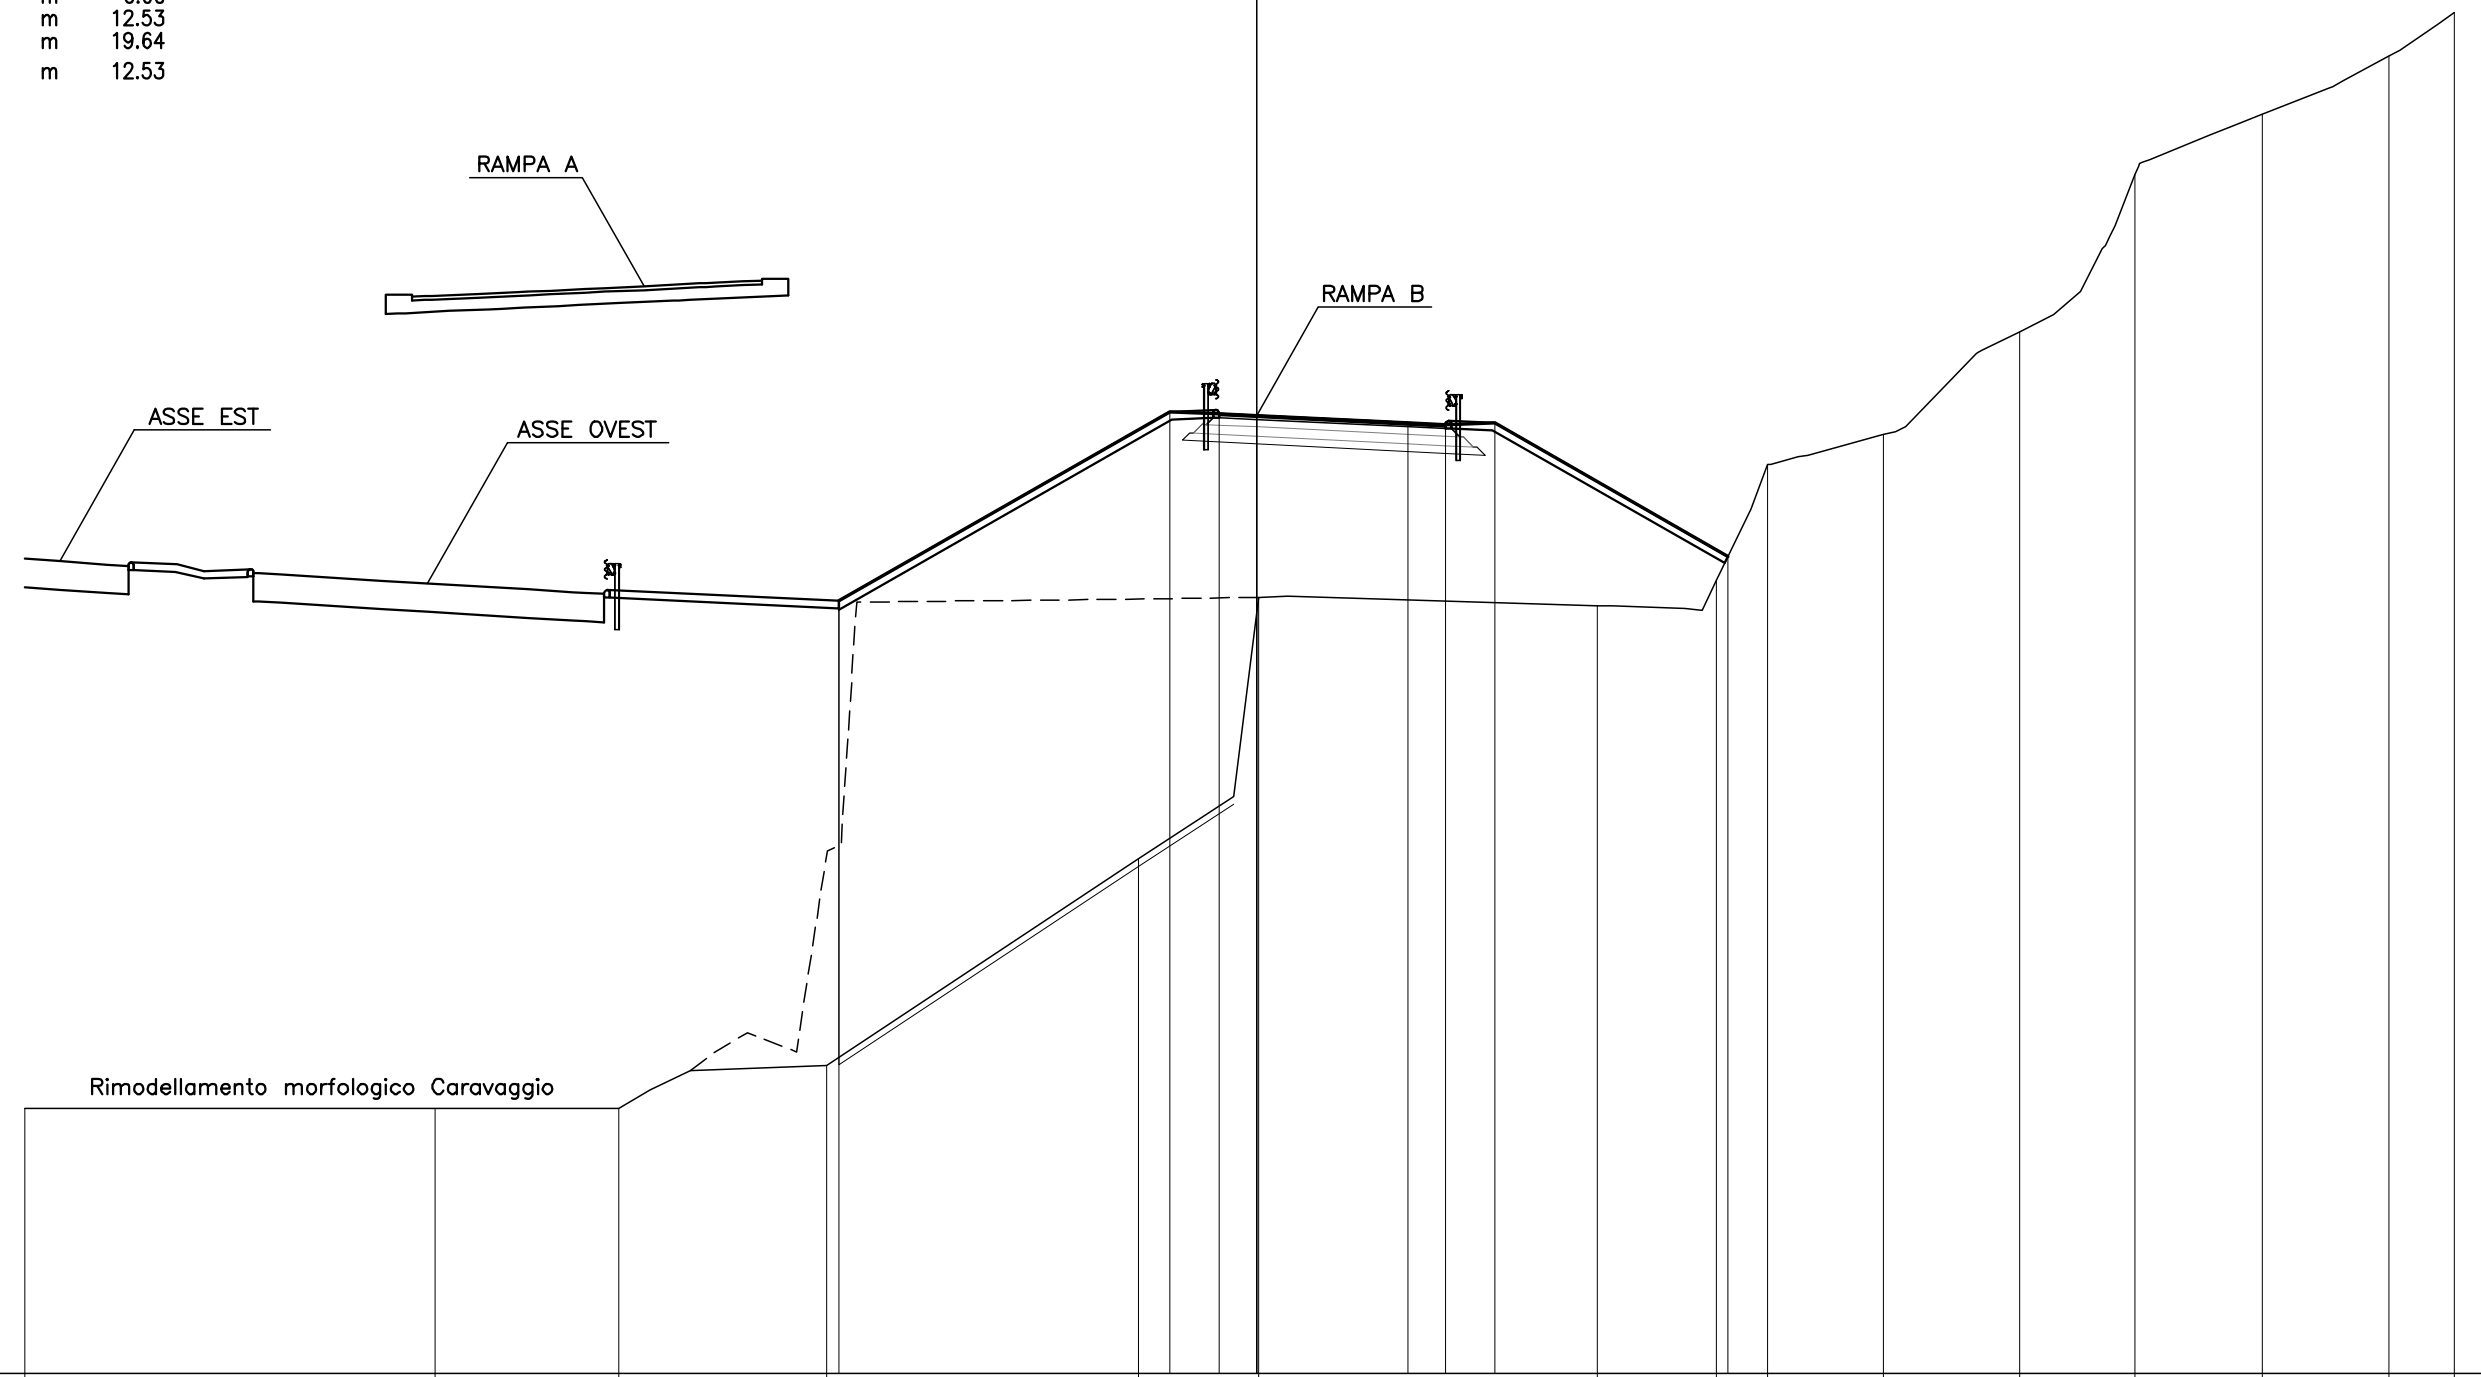 m 12.53
m 19.64
m 12.53
RAMPA A
RAMPA B
ASSE EST
ASSE OVEST
Rimodellamento morfologico Caravaggio